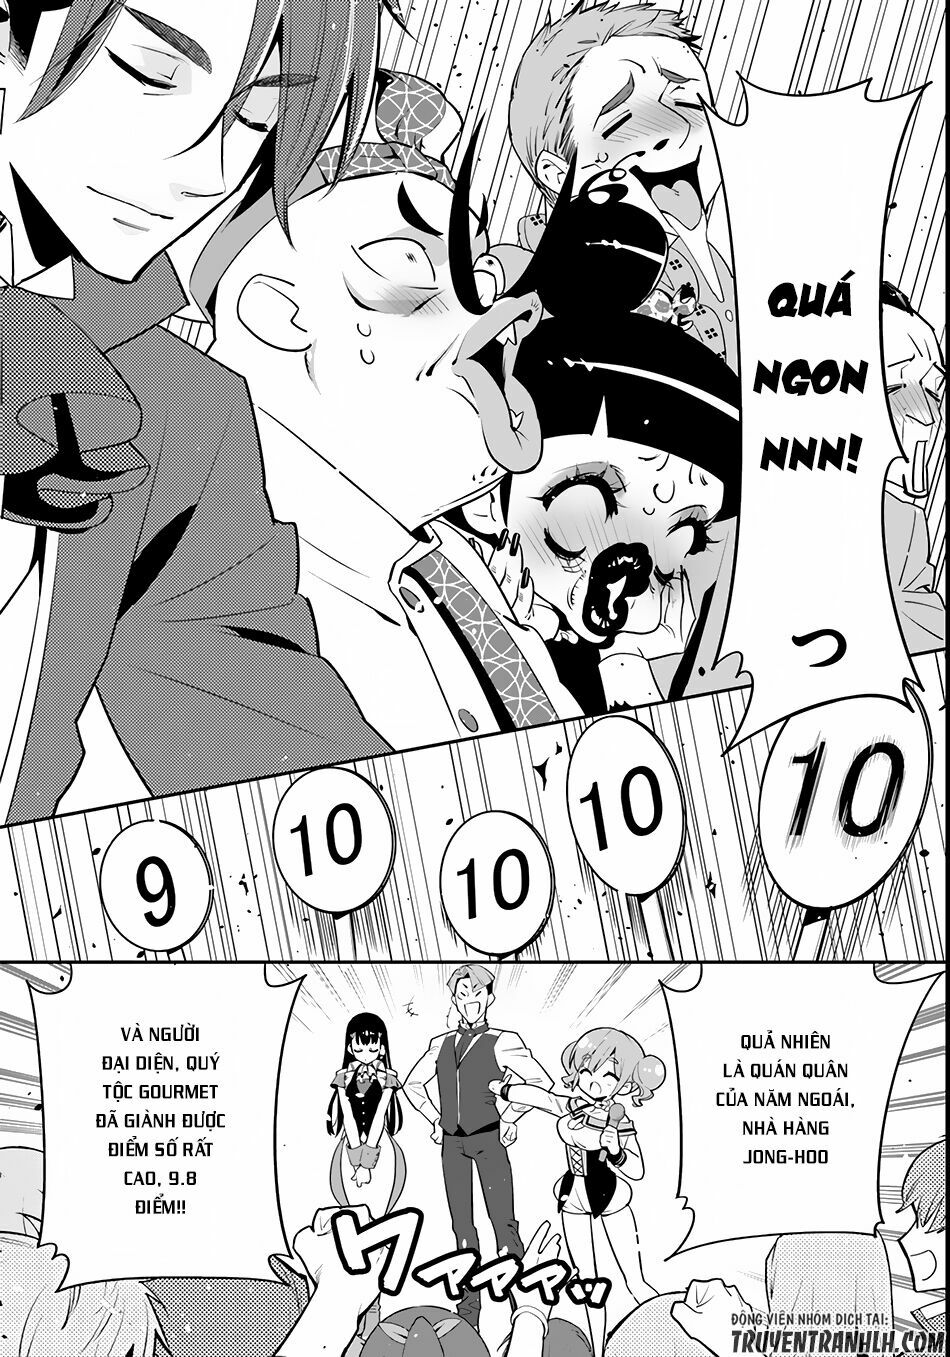 QUÁ
NGON
NNN!
っ
9
10
10
10
10
QUẢ NHIÊN
LÀ QUÁN QUÂN
CỦA NĂM NGOÁI,
NHÀ HÀNG
JONG-HOO
VÀ NGƯỜI
ĐẠI DIỆN, QUÝ
TỘC GOURMET
ĐÃ GIÀNH ĐƯỢC
ĐIỂM SỐ RẤT
CAO, 9.8
ĐIỂM!!
ワァァァァッ
ĐỘNG VIÊN NHÓM DỊCH TẠI:
TRUYENTRANHLH.COM